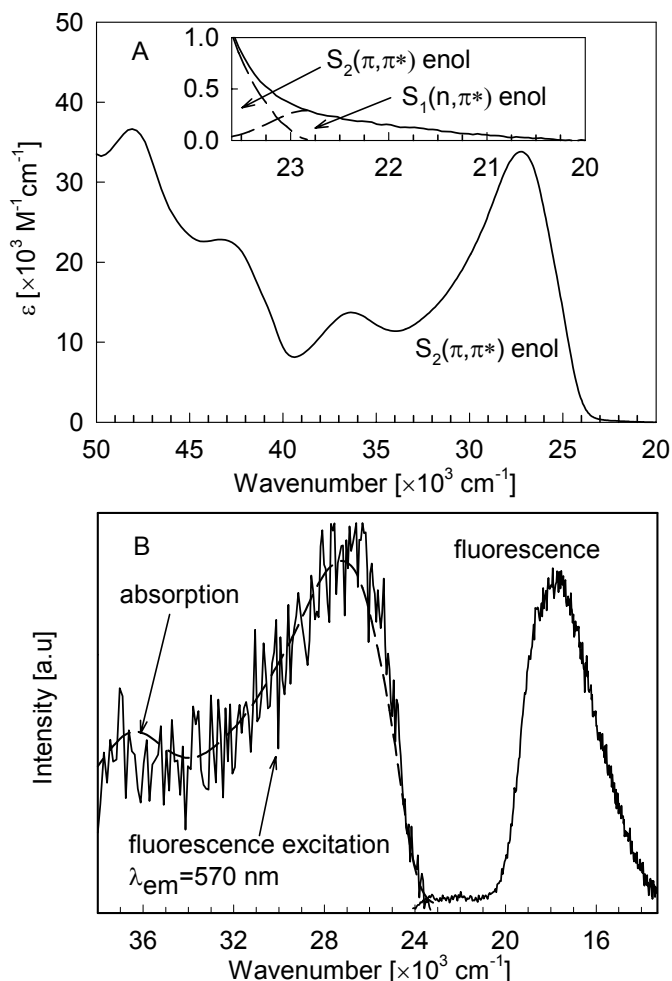 A
1.0
0.5
0.0
S₂(π,π*) enol
S₁(n,π*) enol
23 22 21 20
50
40
30
20
10
0
ε [×10³ M⁻¹cm⁻¹]
S₂(π,π*) enol
50 45 40 35 30 25 20
Wavenumber [×10³ cm⁻¹]
B
fluorescence
absorption
Intensity [a.u]
fluorescence excitation
λem=570 nm
36 32 28 24 20 16
Wavenumber [×10³ cm⁻¹]